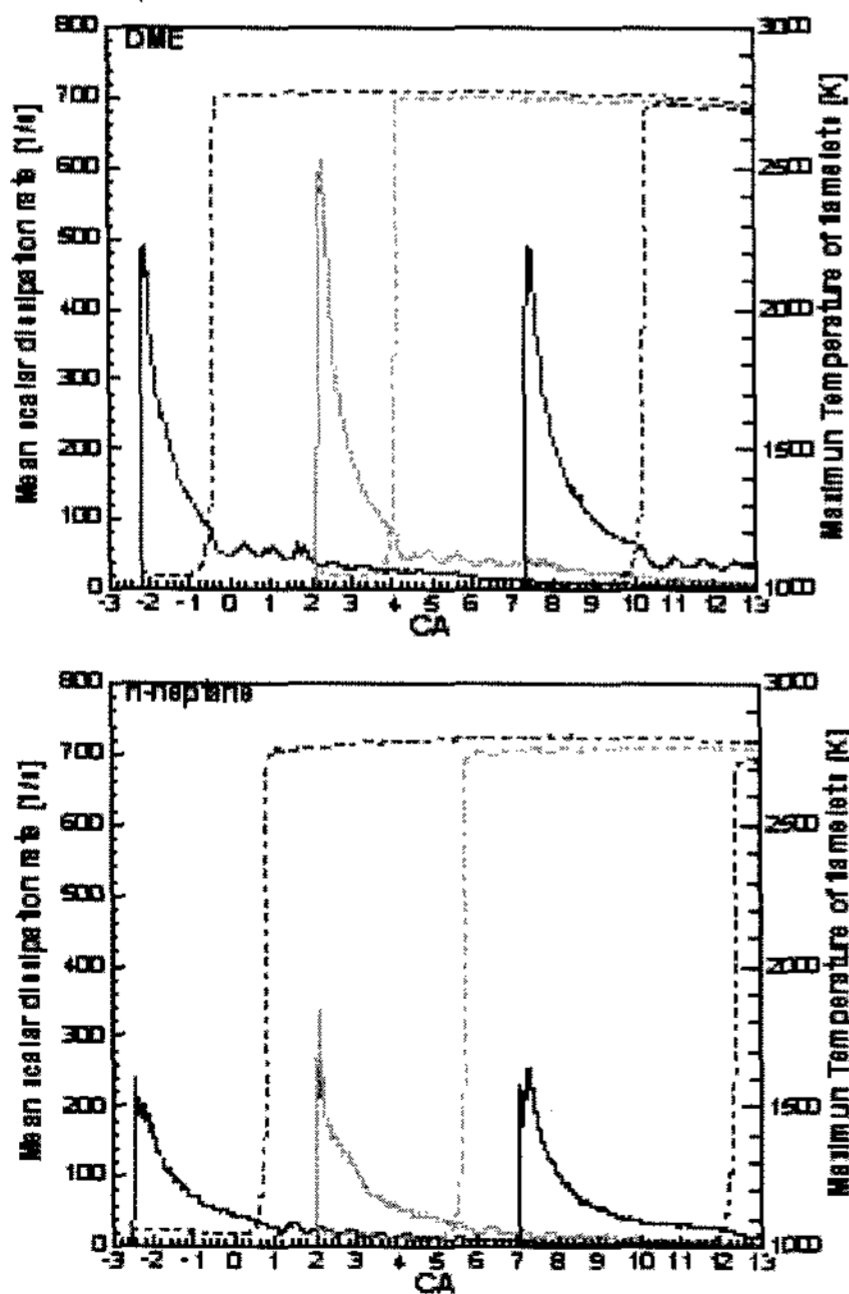 800
700
600
500
400
300
200
100
0
Mean scalar dissipation rate [1/s]
DME
3000
2500
2000
1500
1000
Maximun Temperature of flamelets [K]
-3 -2 -1 0 1 2 3 4 5 6 7 8 9 10 11 12 13
CA
800
700
600
500
400
300
200
100
0
Mean scalar dissipation rate [1/s]
n-heptane
3000
2500
2000
1500
1000
Maximun Temperature of flamelets [K]
-3 -2 -1 0 1 2 3 4 5 6 7 8 9 10 11 12 13
CA